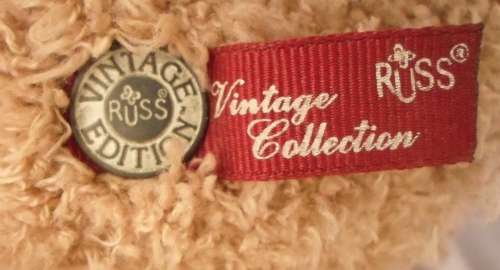 VINTAGE
RUSS
EDITION
Vintage
Collection
RUSS®